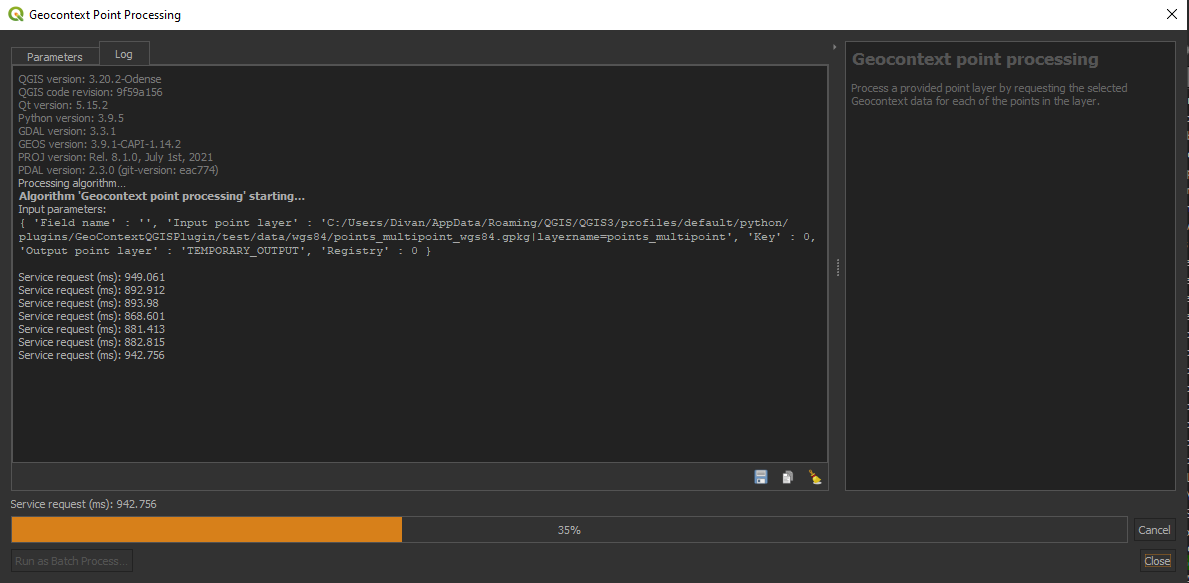 Geocontext Point Processing
Parameters
Log
QGIS version: 3.20.2-Odense
QGIS code revision: 9f59a156
Qt version: 5.15.2
Python version: 3.9.5
GDAL version: 3.3.1
GEOS version: 3.9.1-CAPI-1.14.2
PROJ version: Rel. 8.1.0, July 1st, 2021
PDAL version: 2.3.0 (git-version: eac774)
Processing algorithm…
Algorithm 'Geocontext point processing' starting…
Input parameters:
{ 'Field name' : '', 'Input point layer' : 'C:/Users/Divan/AppData/Roaming/QGIS/QGIS3/profiles/default/python/
plugins/GeoContextQGISPlugin/test/data/wgs84/points_multipoint_wgs84.gpkg|layername=points_multipoint', 'Key' : 0,
'Output point layer' : 'TEMPORARY_OUTPUT', 'Registry' : 0 }
Service request (ms): 949.061
Service request (ms): 892.912
Service request (ms): 893.98
Service request (ms): 868.601
Service request (ms): 881.413
Service request (ms): 882.815
Service request (ms): 942.756
Geocontext point processing
Process a provided point layer by requesting the selected
Geocontext data for each of the points in the layer.
Service request (ms): 942.756
35%
Cancel
Run as Batch Process…
Close